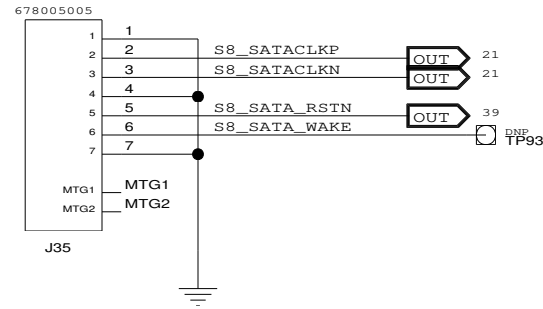 678005005
1 1
2 2 S8_SATACLKP OUT 21
3 3 S8_SATACLKN OUT 21
4 4
5 5 S8_SATA_RSTN OUT 39
6 6 S8_SATA_WAKE DNP
TP93
7 7
MTG1 MTG1
MTG2 MTG2
J35